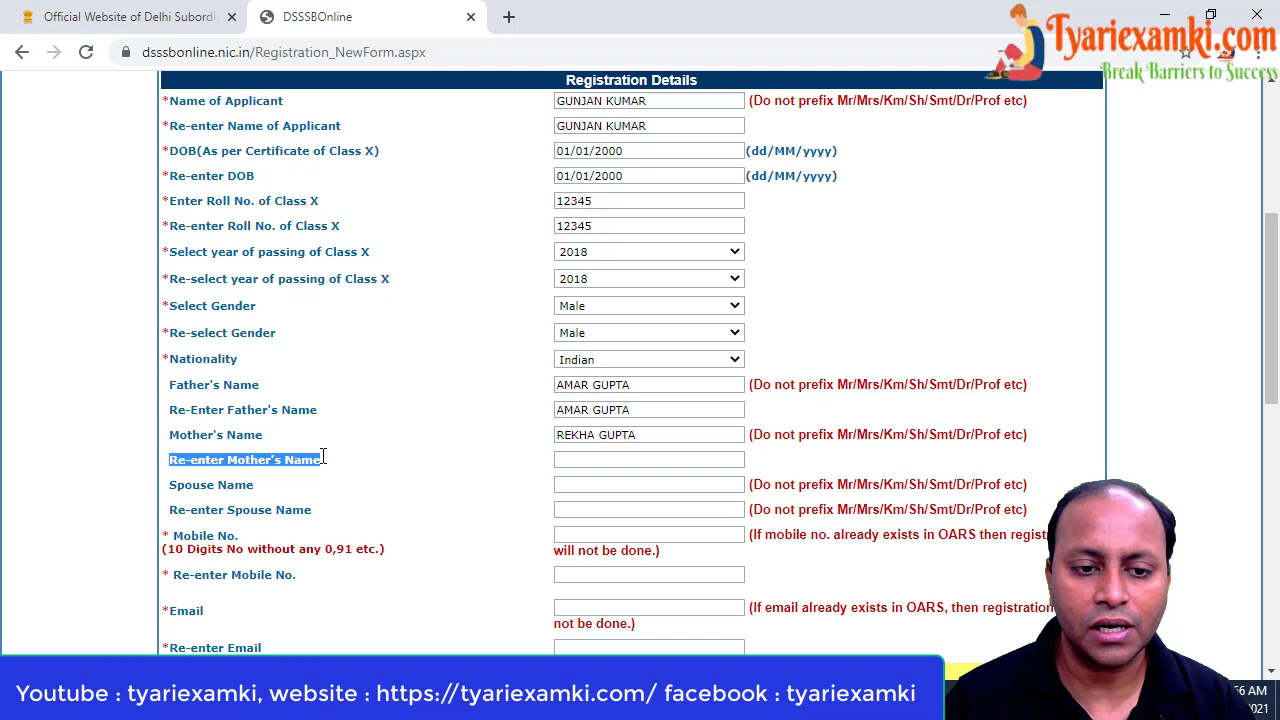 Official Website of Delhi Subordi
DSSSBOnline
dsssbonline.nic.in/Registration_NewForm.aspx
Tyariexamki.com
Break Barriers to Success
Registration Details
*Name of Applicant GUNJAN KUMAR (Do not prefix Mr/Mrs/Km/Sh/Smt/Dr/Prof etc)
*Re-enter Name of Applicant GUNJAN KUMAR
*DOB(As per Certificate of Class X) 01/01/2000 (dd/MM/yyyy)
*Re-enter DOB 01/01/2000 (dd/MM/yyyy)
*Enter Roll No. of Class X 12345
*Re-enter Roll No. of Class X 12345
*Select year of passing of Class X 2018
*Re-select year of passing of Class X 2018
*Select Gender Male
*Re-select Gender Male
*Nationality Indian
Father's Name AMAR GUPTA (Do not prefix Mr/Mrs/Km/Sh/Smt/Dr/Prof etc)
Re-Enter Father's Name AMAR GUPTA
Mother's Name REKHA GUPTA (Do not prefix Mr/Mrs/Km/Sh/Smt/Dr/Prof etc)
Re-enter Mother's Name
Spouse Name (Do not prefix Mr/Mrs/Km/Sh/Smt/Dr/Prof etc)
Re-enter Spouse Name (Do not prefix Mr/Mrs/Km/Sh/Smt/Dr/Prof etc)
* Mobile No. (If mobile no. already exists in OARS then regist
(10 Digits No without any 0,91 etc.) will not be done.)
* Re-enter Mobile No.
*Email (If email already exists in OARS, then registration
not be done.)
*Re-enter Email
Youtube : tyariexamki, website : https://tyariexamki.com/ facebook : tyariexamki
56 AM
2021